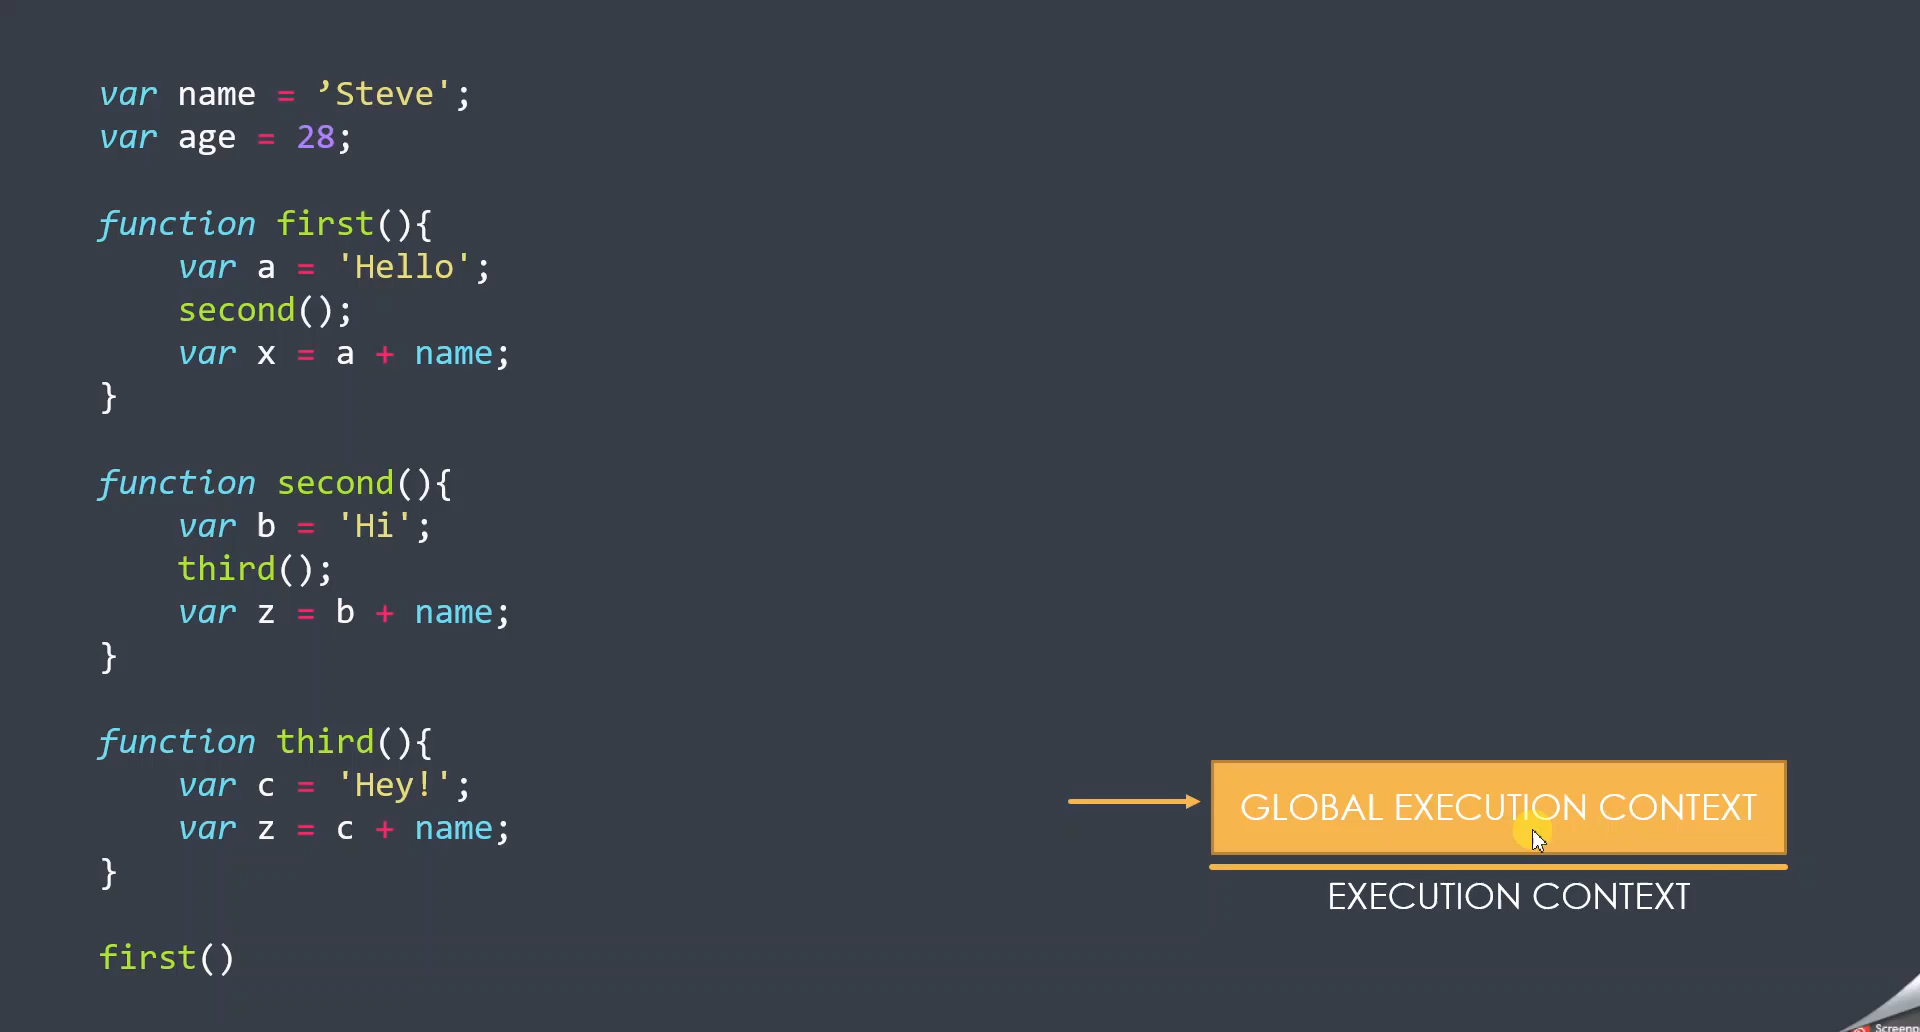 var name = ’Steve';
var age = 28;
function first(){
var a = 'Hello';
second();
var x = a + name;
}
function second(){
var b = 'Hi';
third();
var z = b + name;
}
function third(){
var c = 'Hey!';
var z = c + name;
}
first()
GLOBAL EXECUTION CONTEXT
EXECUTION CONTEXT